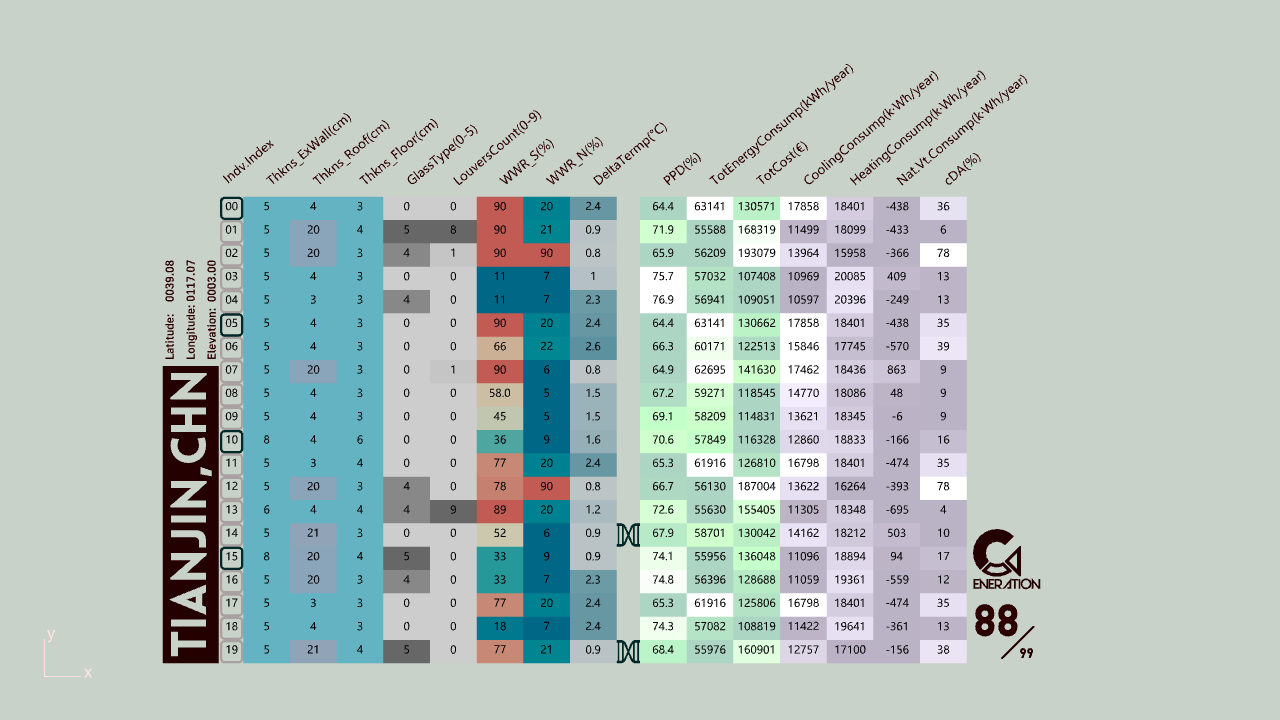 Indv.Index Thkns_ExWall(cm) Thkns_Roof(cm) Thkns_Floor(cm) GlassType(0-5) LouversCount(0-9) WWR_S(%) WWR_N(%) DeltaTermp(°C) PPD(%) TotEnergyConsump(kWh/year) TotCost(€) CoolingConsump(k·Wh/year) HeatingConsump(k·Wh/year) Nat.Vt.Consump(k·Wh/year) cDA(%)
00 5 4 3 0 0 90 20 2.4 64.4 63141 130571 17858 18401 -438 36
01 5 20 4 5 8 90 21 0.9 71.9 55588 168319 11499 18099 -433 6
02 5 20 3 4 1 90 90 0.8 65.9 56209 193079 13964 15958 -366 78
03 5 4 3 0 0 11 7 1 75.7 57032 107408 10969 20085 409 13
04 5 3 3 4 0 11 7 2.3 76.9 56941 109051 10597 20396 -249 13
05 5 4 3 0 0 90 20 2.4 64.4 63141 130662 17858 18401 -438 35
06 5 4 3 0 0 66 22 2.6 66.3 60171 122513 15846 17745 -570 39
07 5 20 3 0 1 90 6 0.8 64.9 62695 141630 17462 18436 863 9
08 5 4 3 0 0 58.0 5 1.5 67.2 59271 118545 14770 18086 48 9
09 5 4 3 0 0 45 5 1.5 69.1 58209 114831 13621 18345 -6 9
10 8 4 6 0 0 36 9 1.6 70.6 57849 116328 12860 18833 -166 16
11 5 3 4 0 0 77 20 2.4 65.3 61916 126810 16798 18401 -474 35
12 5 20 3 4 0 78 90 0.8 66.7 56130 187004 13622 16264 -393 78
13 6 4 4 4 9 89 20 1.2 72.6 55630 155405 11305 18348 -695 4
14 5 21 3 0 0 52 6 0.9 67.9 58701 130042 14162 18212 503 10
15 8 20 4 5 0 33 9 0.9 74.1 55956 136048 11096 18894 94 17
16 5 20 3 4 0 33 7 2.3 74.8 56396 128688 11059 19361 -559 12
17 5 3 3 0 0 77 20 2.4 65.3 61916 125806 16798 18401 -474 35
18 5 4 3 0 0 18 7 2.4 74.3 57082 108819 11422 19641 -361 13
19 5 21 4 5 0 77 21 0.9 68.4 55976 160901 12757 17100 -156 38
Latitude: 0039.08
Longitude: 0117.07
Elevation: 0003.00
TIANJIN,CHN
ENERATION
88/99
y
x